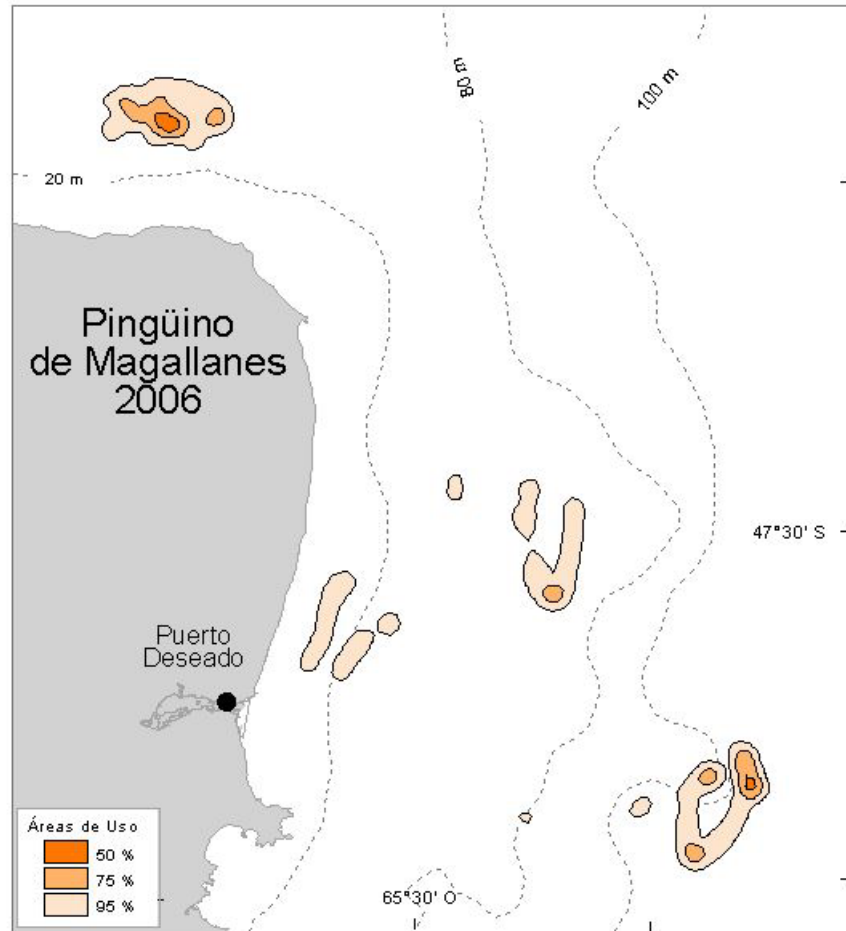 80 m
100 m
20 m
Pingüino
de Magallanes
2006
47°30' S
Puerto
Deseado
Áreas de Uso
50 %
75 %
95 %
65°30' O